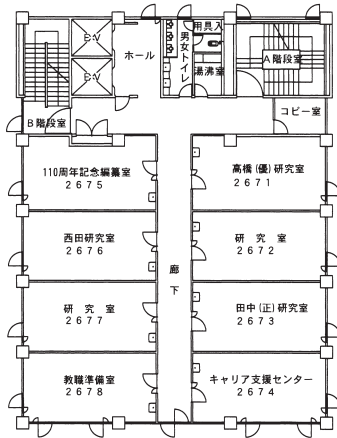 用具入
EV
ホール
男女トイレ
A階段室
EV
湯沸室
コピー室
B階段室
110周年記念編纂室
2675
高橋(優)研究室
2671
西田研究室
2676
研究室
2672
廊下
研究室
2677
田中(正)研究室
2673
教職準備室
2678
キャリア支援センター
2674